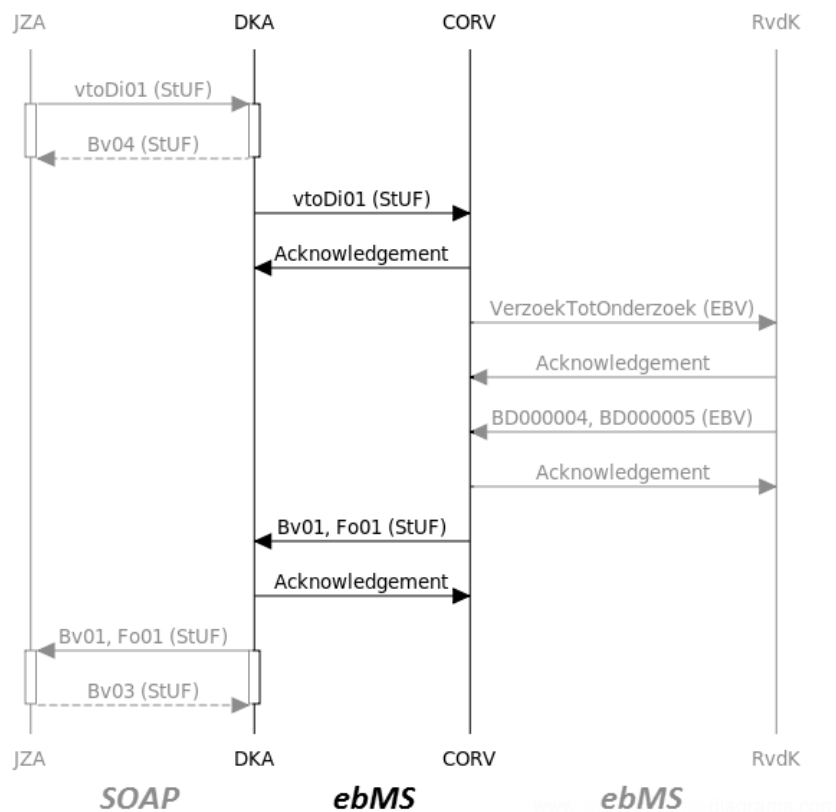 JZA DKA CORV RvdK
vtoDi01 (StUF)
Bv04 (StUF)
vtoDi01 (StUF)
Acknowledgement
VerzoekTotOnderzoek (EBV)
Acknowledgement
BD000004, BD000005 (EBV)
Acknowledgement
Bv01, Fo01 (StUF)
Acknowledgement
Bv01, Fo01 (StUF)
Bv03 (StUF)
JZA DKA CORV RvdK
SOAP ebMS ebMS